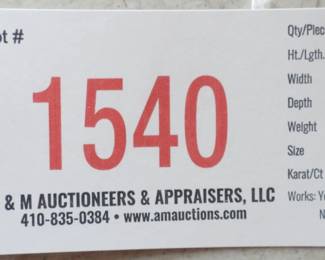 ot #
1540
& M AUCTIONEERS & APPRAISERS, LLC
410-835-0384 • www.amauctions.com
Qty/Piec
Ht./Lgth.
Width
Depth
Weight
Size
Karat/Ct
Works: Ye
N